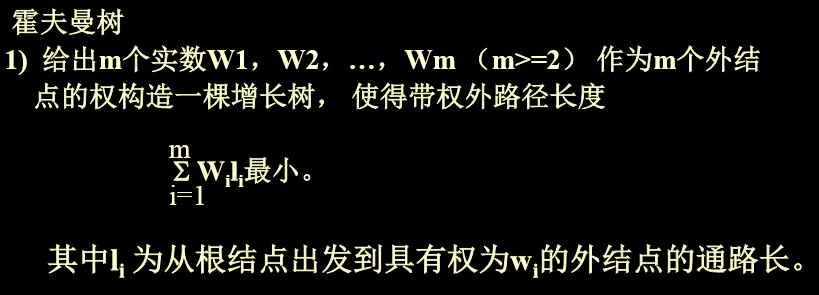 霍夫曼树
1) 给出m个实数W1，W2，…，Wm （m>=2） 作为m个外结
点的权构造一棵增长树， 使得带权外路径长度
m
Σ Wili最小。
i=1
其中li 为从根结点出发到具有权为wi的外结点的通路长。